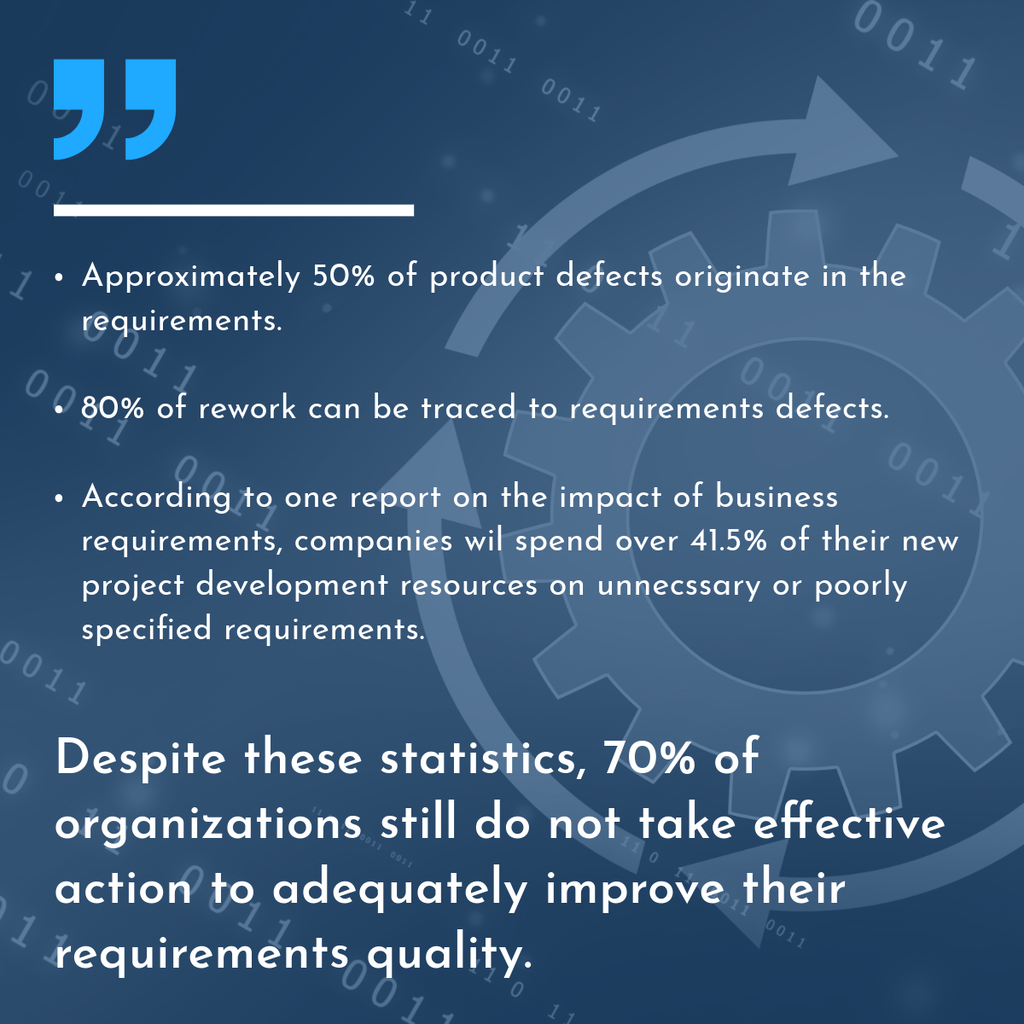 • Approximately 50% of product defects originate in the
requirements.
• 80% of rework can be traced to requirements defects.
• According to one report on the impact of business
requirements, companies wil spend over 41.5% of their new
project development resources on unnecssary or poorly
specified requirements.
Despite these statistics, 70% of
organizations still do not take effective
action to adequately improve their
requirements quality.